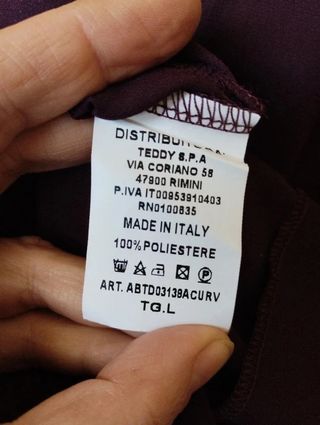 TEDDY S.P.A
VIA CORIANO 58
47900 RIMINI
P.IVA IT00953910403
RN0100835
MADE IN ITALY
100% POLIESTERE
ART. ABTD03138ACURV
TG.L